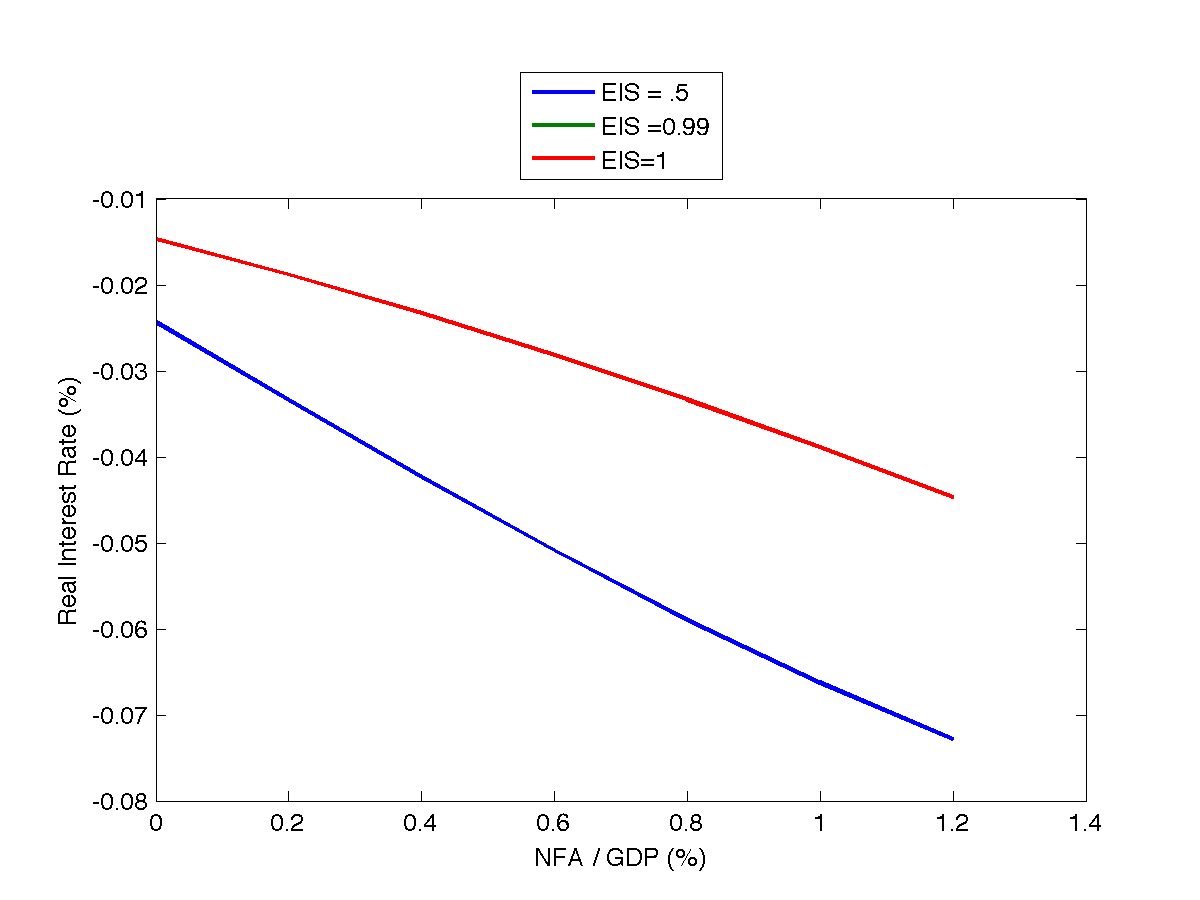 EIS = .5
EIS =0.99
EIS=1
-0.01
-0.02
-0.03
-0.04
-0.05
-0.06
-0.07
-0.08
Real Interest Rate (%)
0 0.2 0.4 0.6 0.8 1 1.2 1.4
NFA / GDP (%)